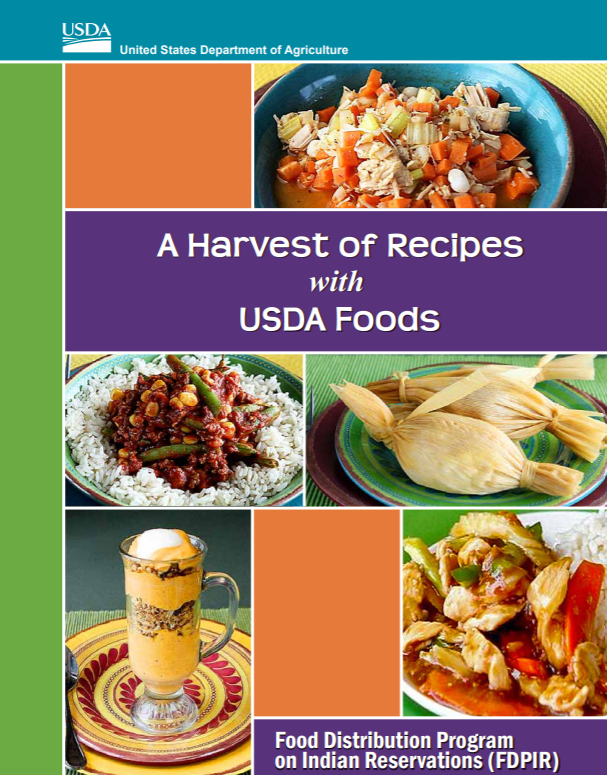 USDA
United States Department of Agriculture
A Harvest of Recipes
with
USDA Foods
Food Distribution Program
on Indian Reservations (FDPIR)